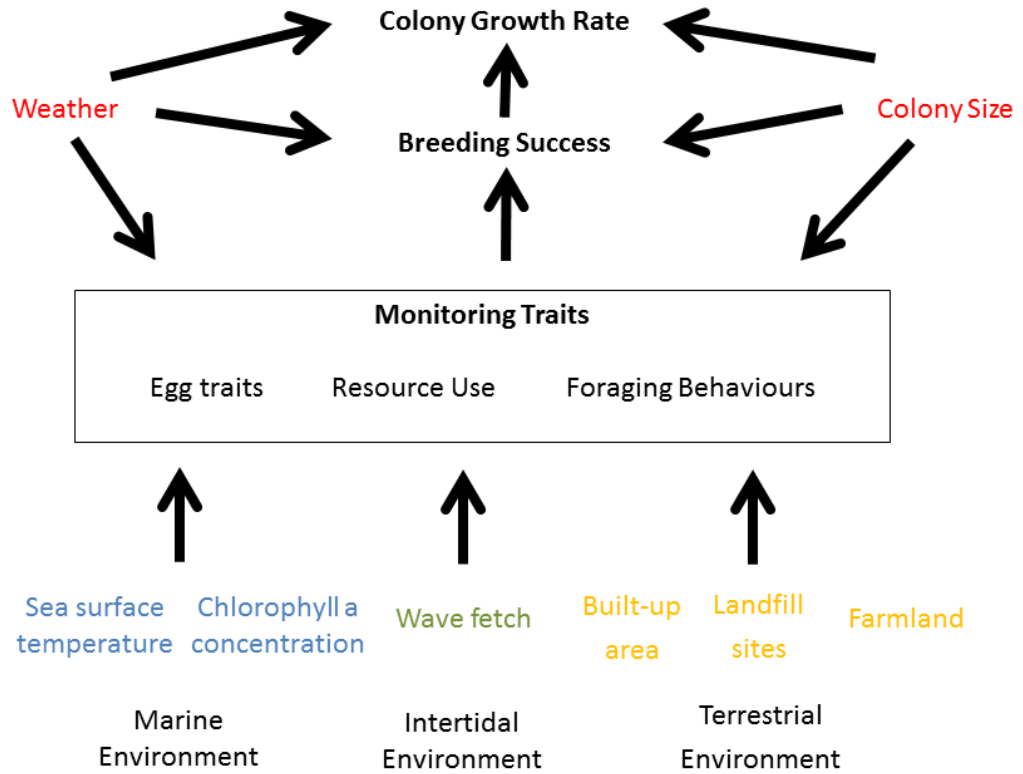 Colony Growth Rate
Weather
Colony Size
Breeding Success
Monitoring Traits
Egg traits
Resource Use
Foraging Behaviours
Sea surface
temperature
Chlorophyll a
concentration
Wave fetch
Built-up
area
Landfill
sites
Farmland
Marine
Environment
Intertidal
Environment
Terrestrial
Environment